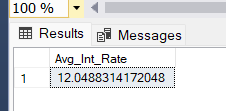 100 %
Results Messages
Avg_Int_Rate
1 12.0488314172048